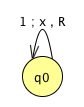 1 ; x , R
q0